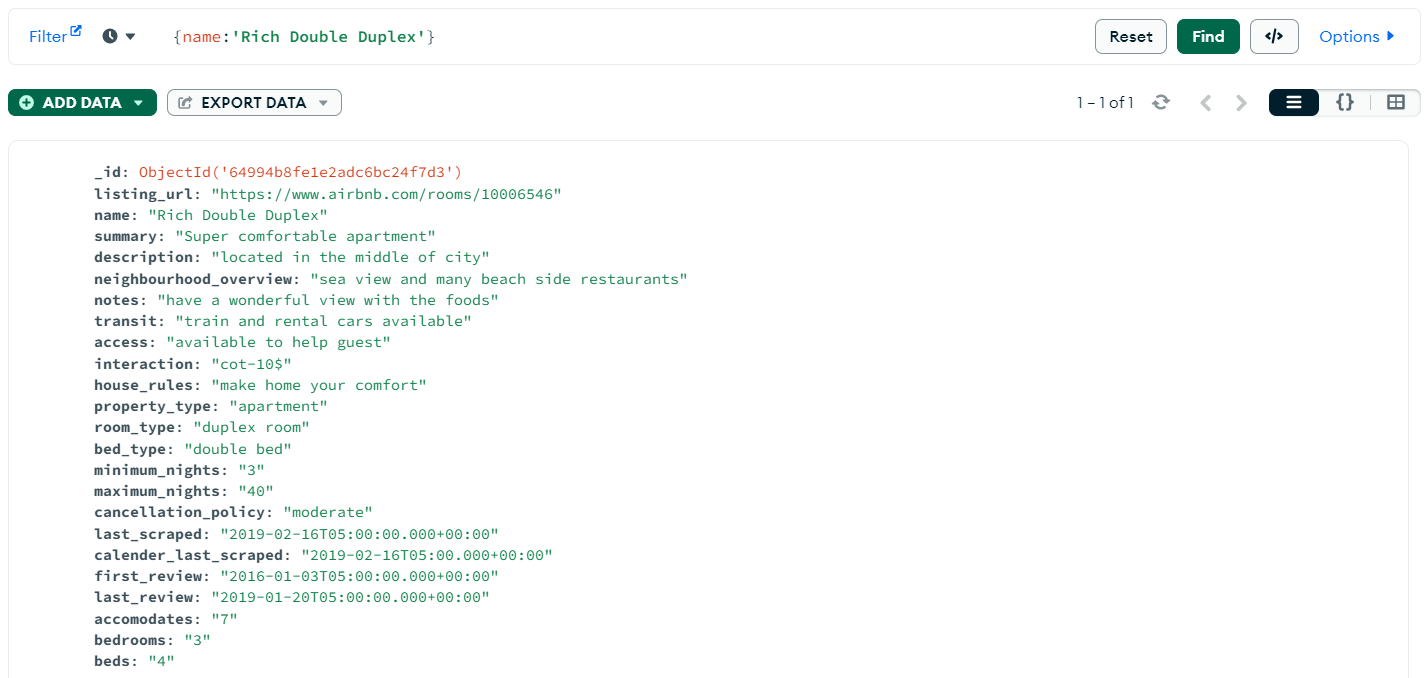 Filter {name:'Rich Double Duplex'} Reset Find </> Options
ADD DATA EXPORT DATA 1 – 1 of 1 {}
_id: ObjectId('64994b8fe1e2adc6bc24f7d3')
listing_url: "https://www.airbnb.com/rooms/10006546"
name: "Rich Double Duplex"
summary: "Super comfortable apartment"
description: "located in the middle of city"
neighbourhood_overview: "sea view and many beach side restaurants"
notes: "have a wonderful view with the foods"
transit: "train and rental cars available"
access: "available to help guest"
interaction: "cot-10$"
house_rules: "make home your comfort"
property_type: "apartment"
room_type: "duplex room"
bed_type: "double bed"
minimum_nights: "3"
maximum_nights: "40"
cancellation_policy: "moderate"
last_scraped: "2019-02-16T05:00:00.000+00:00"
calender_last_scraped: "2019-02-16T05:00.000+00:00"
first_review: "2016-01-03T05:00:00.000+00:00"
last_review: "2019-01-20T05:00:00.000+00:00"
accomodates: "7"
bedrooms: "3"
beds: "4"